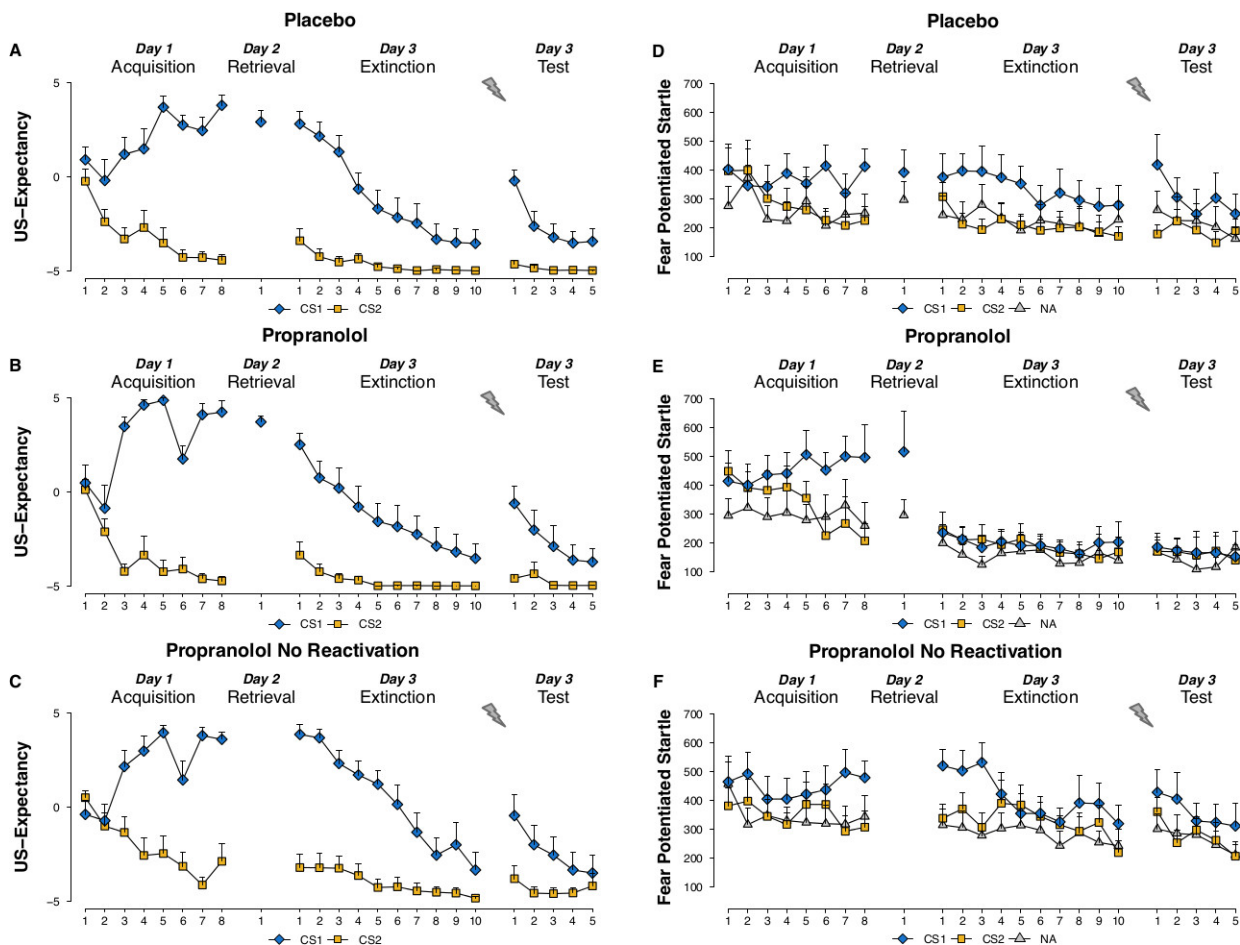 Placebo
A
Day 1 Day 2 Day 3 Day 3
Acquisition Retrieval Extinction Test
US−Expectancy
5
0
−5
1 2 3 4 5 6 7 8 1 1 2 3 4 5 6 7 8 9 10 1 2 3 4 5
CS1 CS2
Propranolol
B
Day 1 Day 2 Day 3 Day 3
Acquisition Retrieval Extinction Test
US−Expectancy
5
0
−5
1 2 3 4 5 6 7 8 1 1 2 3 4 5 6 7 8 9 10 1 2 3 4 5
CS1 CS2
Propranolol No Reactivation
C
Day 1 Day 2 Day 3 Day 3
Acquisition Retrieval Extinction Test
US−Expectancy
5
0
−5
1 2 3 4 5 6 7 8 1 1 2 3 4 5 6 7 8 9 10 1 2 3 4 5
CS1 CS2
Placebo
D
Day 1 Day 2 Day 3 Day 3
Acquisition Retrieval Extinction Test
Fear Potentiated Startle
700
600
500
400
300
200
100
1 2 3 4 5 6 7 8 1 1 2 3 4 5 6 7 8 9 10 1 2 3 4 5
CS1 CS2 NA
Propranolol
E
Day 1 Day 2 Day 3 Day 3
Acquisition Retrieval Extinction Test
Fear Potentiated Startle
700
600
500
400
300
200
100
1 2 3 4 5 6 7 8 1 1 2 3 4 5 6 7 8 9 10 1 2 3 4 5
CS1 CS2 NA
Propranolol No Reactivation
F
Day 1 Day 2 Day 3 Day 3
Acquisition Retrieval Extinction Test
Fear Potentiated Startle
700
600
500
400
300
200
100
1 2 3 4 5 6 7 8 1 1 2 3 4 5 6 7 8 9 10 1 2 3 4 5
CS1 CS2 NA